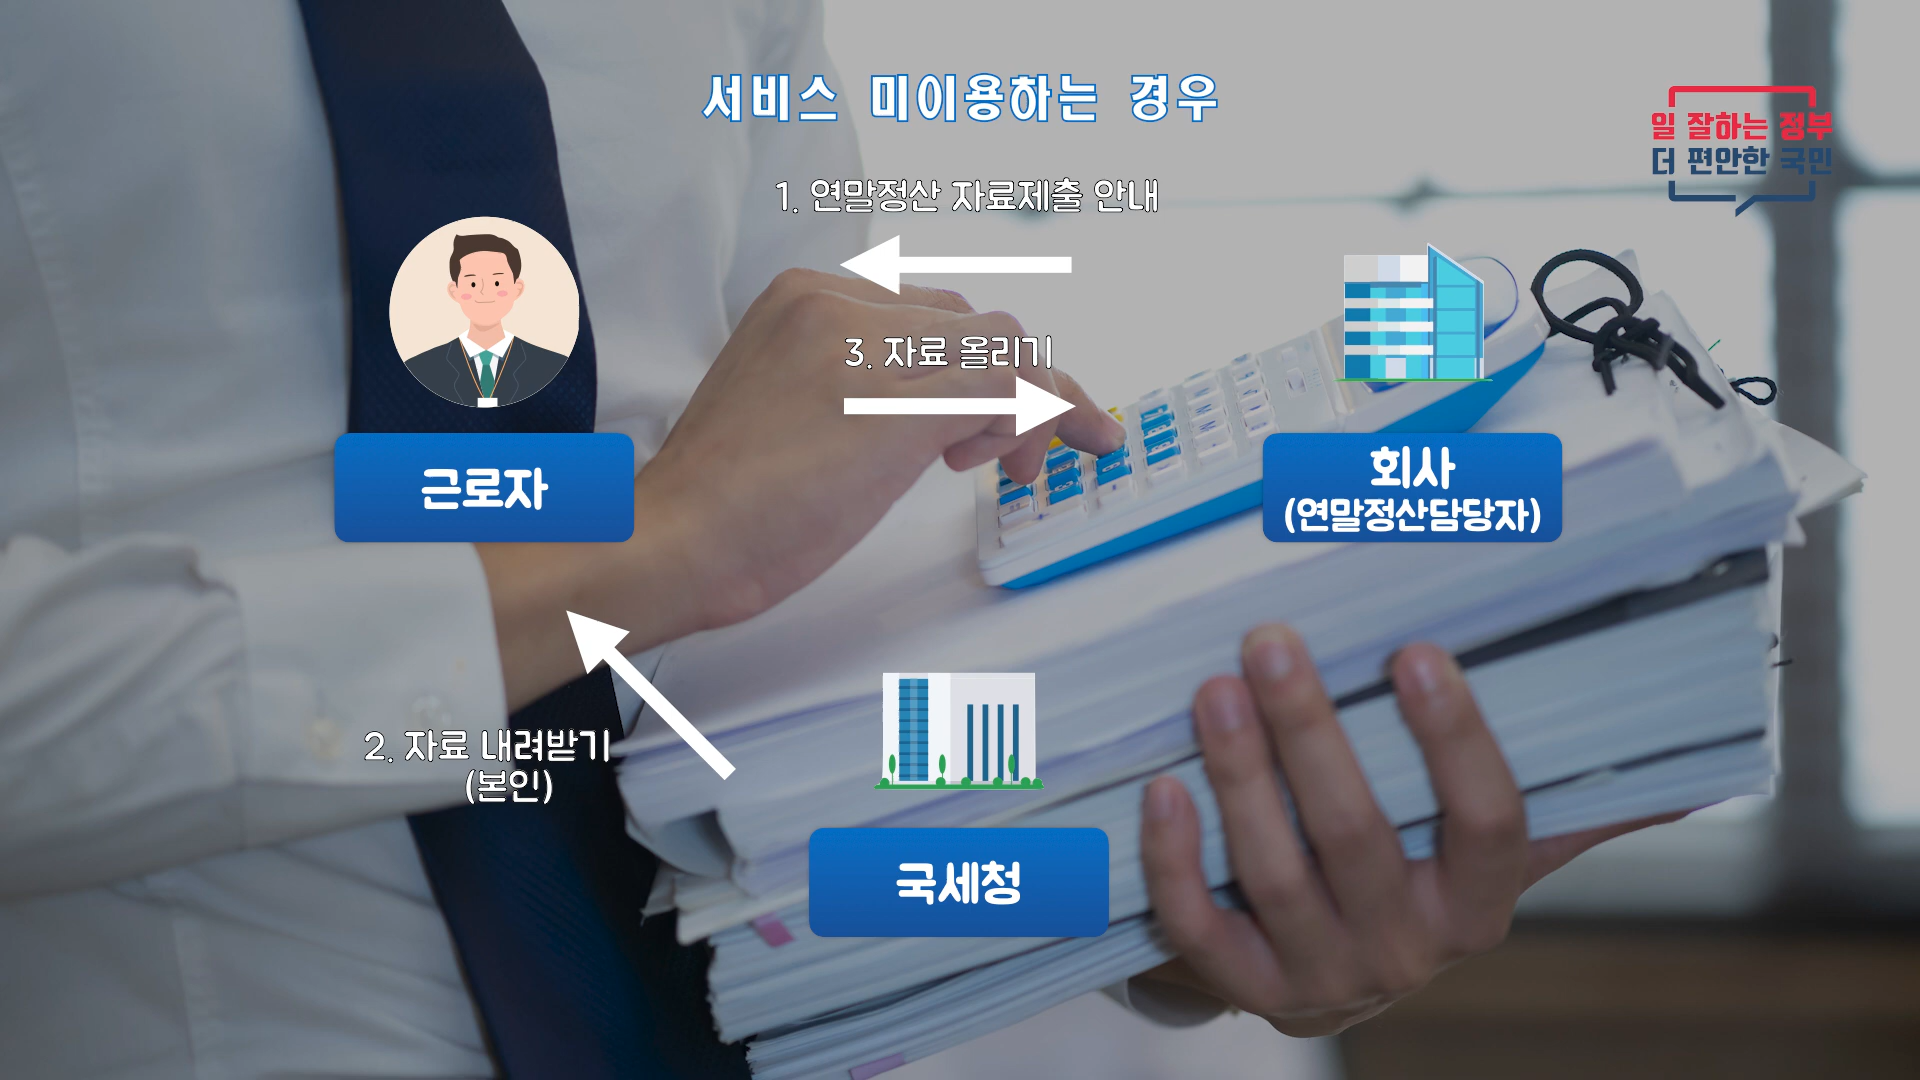 서비스 미이용하는 경우
일 잘하는 정부
더 편안한 국민
1. 연말정산 자료제출 안내
3. 자료 올리기
근로자
회사
(연말정산담당자)
2. 자료 내려받기
(본인)
국세청